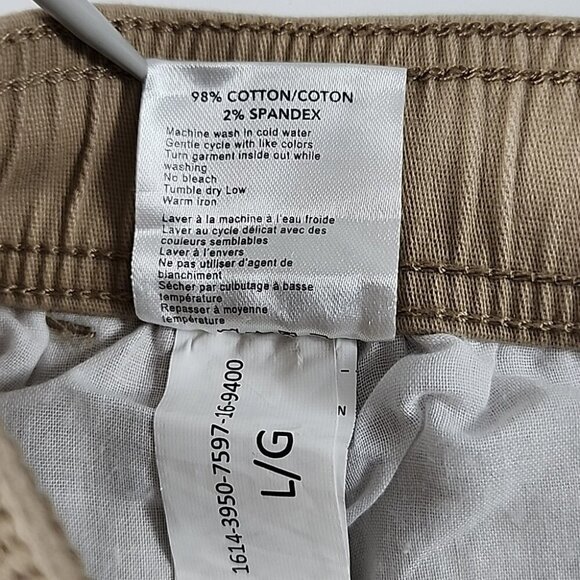 98% COTTON/COTON
2% SPANDEX
Machine wash in cold water
Gentle cycle with like colors
Turn garment inside out while
washing
No bleach
Tumble dry Low
Warm iron
Laver à la machine à l'eau froide
Laver au cycle délicat avec des
couleurs semblables
Laver à l'envers
Ne pas utiliser d'agent de
blanchiment
Sécher par culbutage à basse
température
Repasser à moyenne
température
1614-3950-7597-16-9400
L/G